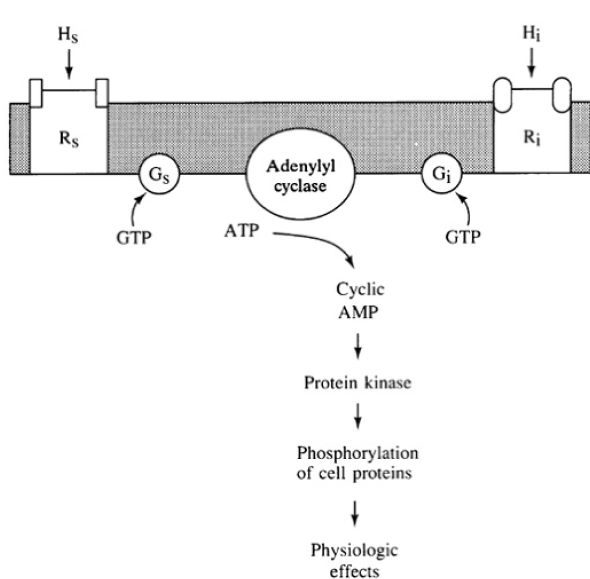 Hs
Hi
Rs
Ri
Gs
Adenylyl
cyclase
Gi
GTP
ATP
GTP
Cyclic
AMP
Protein kinase
Phosphorylation
of cell proteins
Physiologic
effects